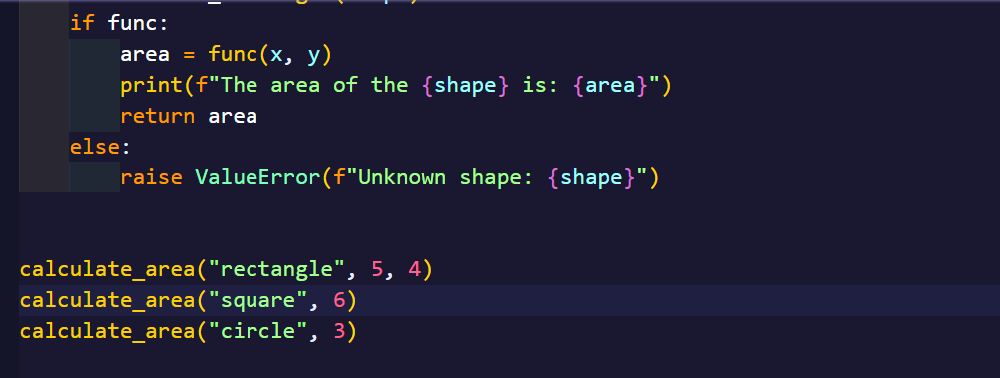 if func:
area = func(x, y)
print(f"The area of the {shape} is: {area}")
return area
else:
raise ValueError(f"Unknown shape: {shape}")
calculate_area("rectangle", 5, 4)
calculate_area("square", 6)
calculate_area("circle", 3)